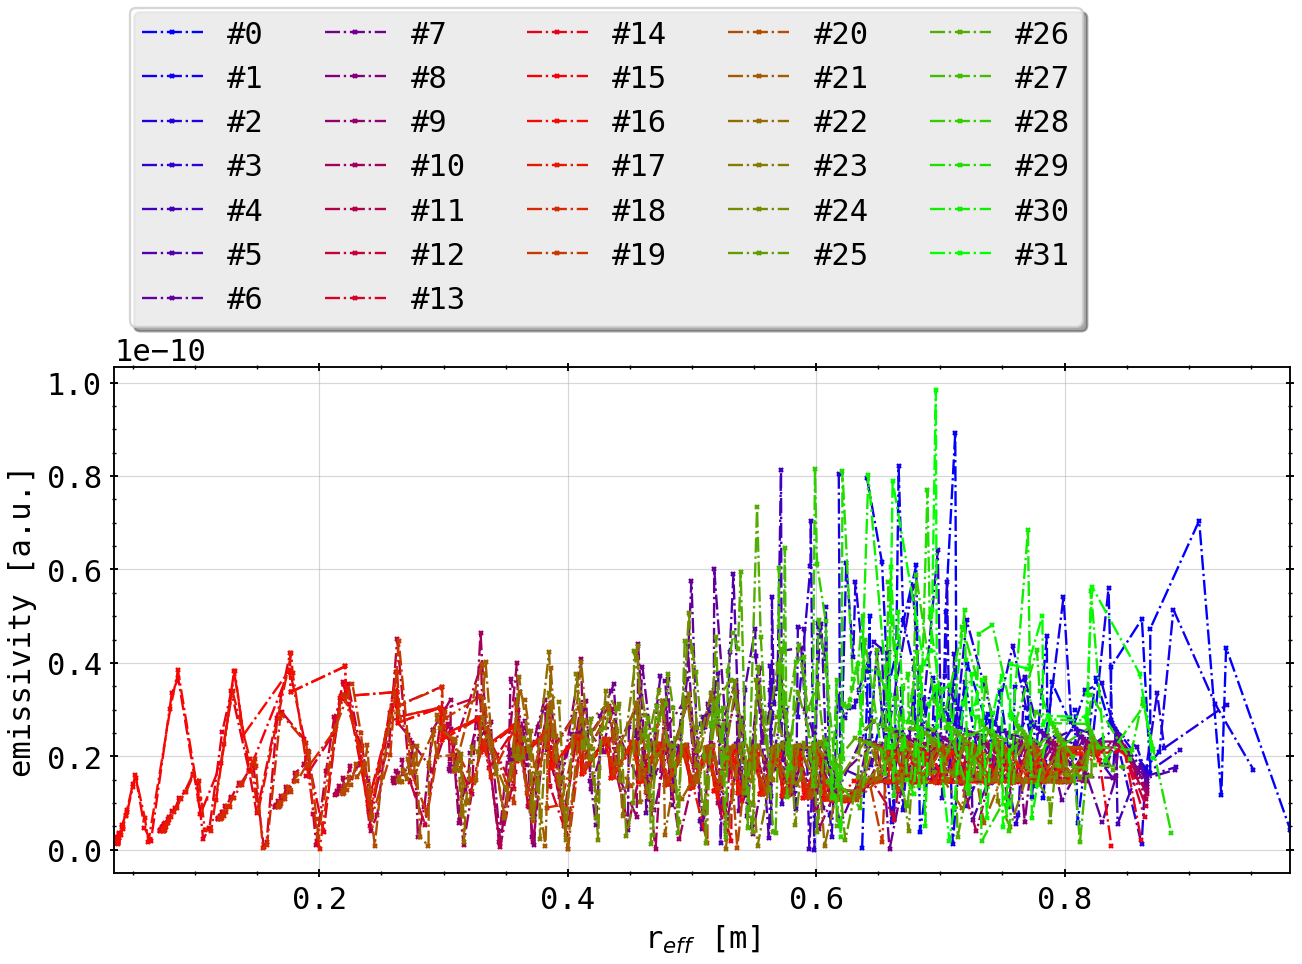 #0 #7 #14 #20 #26
#1 #8 #15 #21 #27
#2 #9 #16 #22 #28
#3 #10 #17 #23 #29
#4 #11 #18 #24 #30
#5 #12 #19 #25 #31
#6 #13
1e−10
1.0
0.8
0.6
0.4
0.2
0.0
emissivity [a.u.]
0.2 0.4 0.6 0.8
r_eff [m]